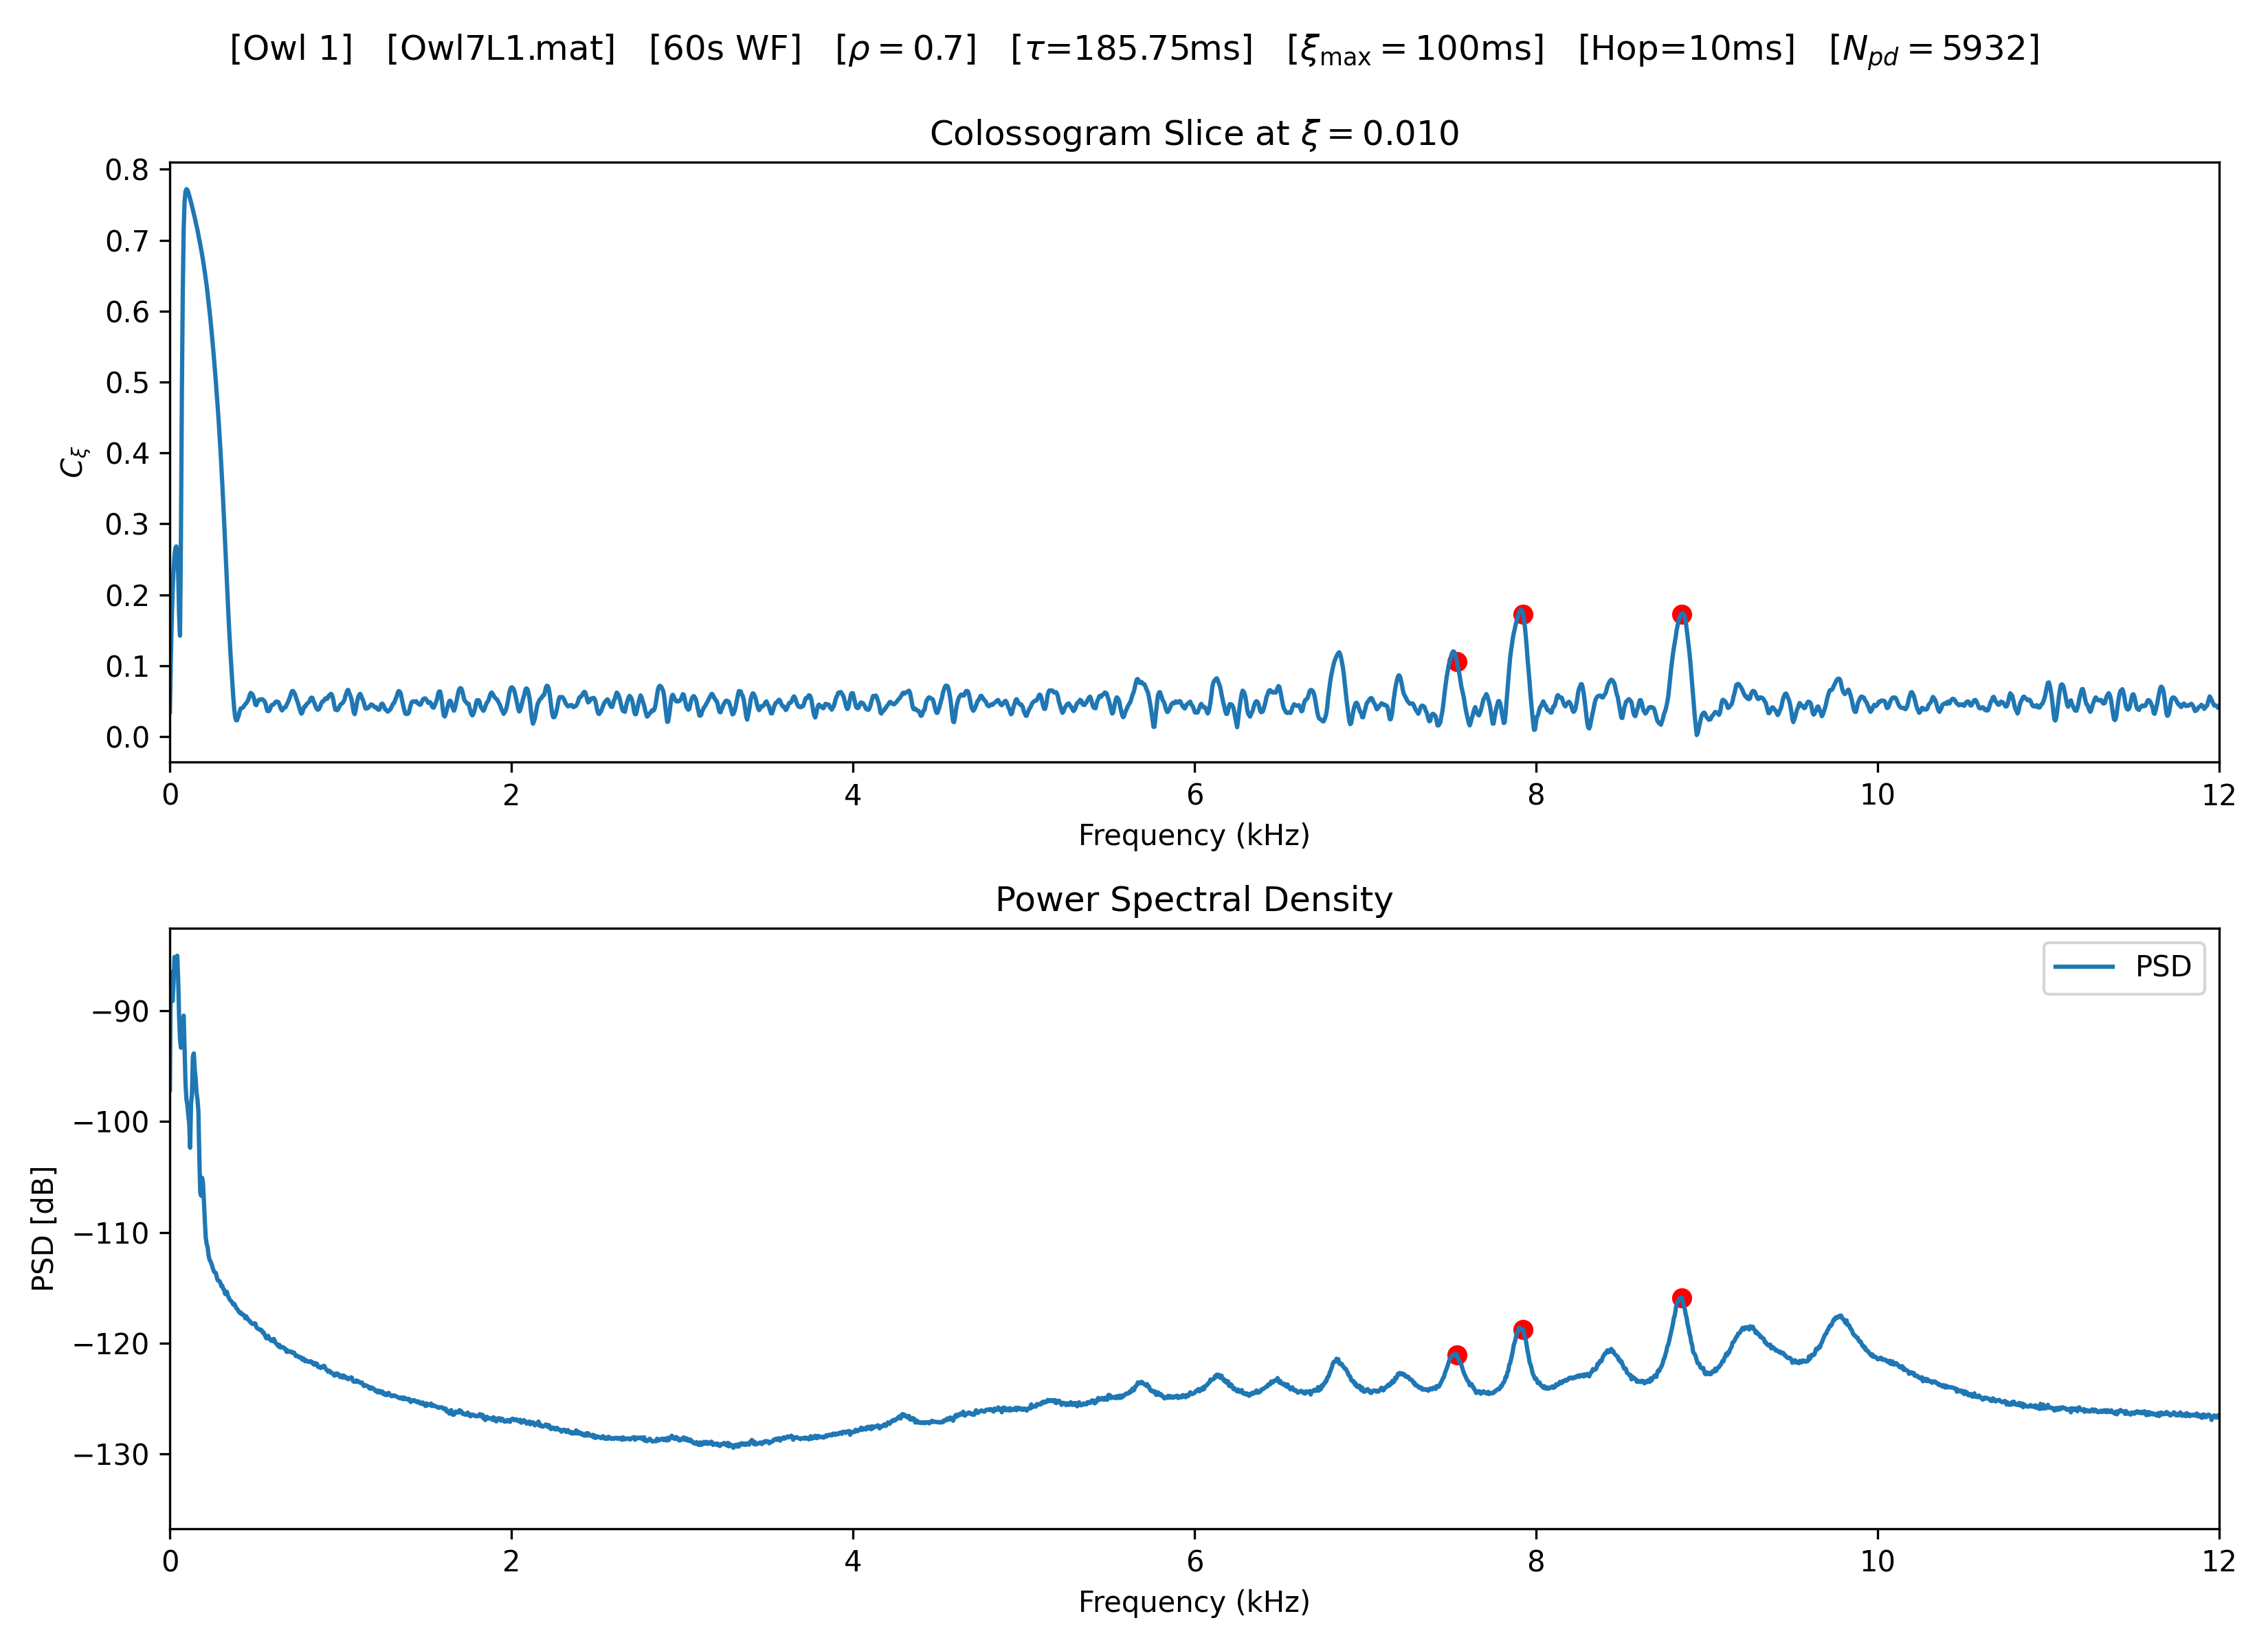 [Owl 1] [Owl7L1.mat] [60s WF] [ρ = 0.7] [τ=185.75ms] [ξmax = 100ms] [Hop=10ms] [Npd = 5932]
Colossogram Slice at ξ = 0.010
0.8
0.7
0.6
0.5
0.4
0.3
0.2
0.1
0.0
Cξ
0 2 4 6 8 10 12
Frequency (kHz)
Power Spectral Density
PSD
−90
−100
−110
−120
−130
PSD [dB]
0 2 4 6 8 10 12
Frequency (kHz)